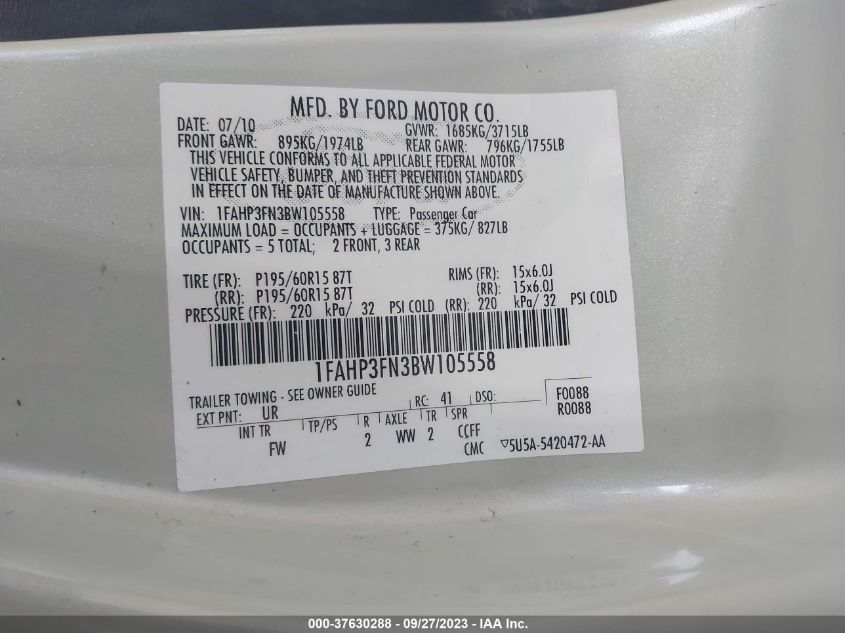 MFD. BY FORD MOTOR CO.
DATE: 07/10 GVWR: 1685KG/3715LB
FRONT GAWR: 895KG/1974LB REAR GAWR: 796KG/1755LB
THIS VEHICLE CONFORMS TO ALL APPLICABLE FEDERAL MOTOR
VEHICLE SAFETY, BUMPER, AND THEFT PREVENTION STANDARDS
IN EFFECT ON THE DATE OF MANUFACTURE SHOWN ABOVE.
VIN: 1FAHP3FN3BW105558 TYPE: Passenger Car
MAXIMUM LOAD = OCCUPANTS + LUGGAGE = 375KG/ 827LB
OCCUPANTS = 5 TOTAL; 2 FRONT, 3 REAR
TIRE (FR): P195/60R15 87T RIMS (FR): 15x6.0J
(RR): P195/60R15 87T (RR): 15x6.0J
PRESSURE (FR): 220 kPa/ 32 PSI COLD (RR): 220 kPa/ 32 PSI COLD
1FAHP3FN3BW105558
TRAILER TOWING - SEE OWNER GUIDE
EXT PNT: UR RC: 41 DSO: F0088
R0088
INT TR TP/PS R AXLE TR SPR
FW 2 WW 2 CCFF
CMC ▽5U5A-5420472-AA
000-37630288 - 09/27/2023 - IAA Inc.